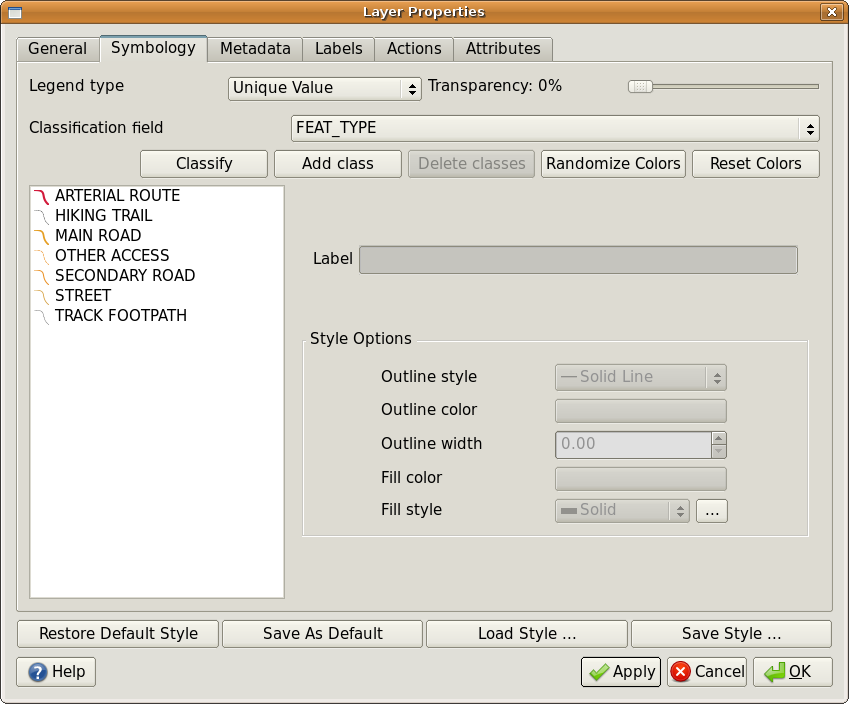 Layer Properties
General Symbology Metadata Labels Actions Attributes
Legend type Unique Value Transparency: 0%
Classification field FEAT_TYPE
Classify Add class Delete classes Randomize Colors Reset Colors
ARTERIAL ROUTE
HIKING TRAIL
MAIN ROAD
OTHER ACCESS
SECONDARY ROAD
STREET
TRACK FOOTPATH
Label
Style Options
Outline style Solid Line
Outline color
Outline width 0.00
Fill color
Fill style Solid ...
Restore Default Style Save As Default Load Style ... Save Style ...
Help Apply Cancel OK